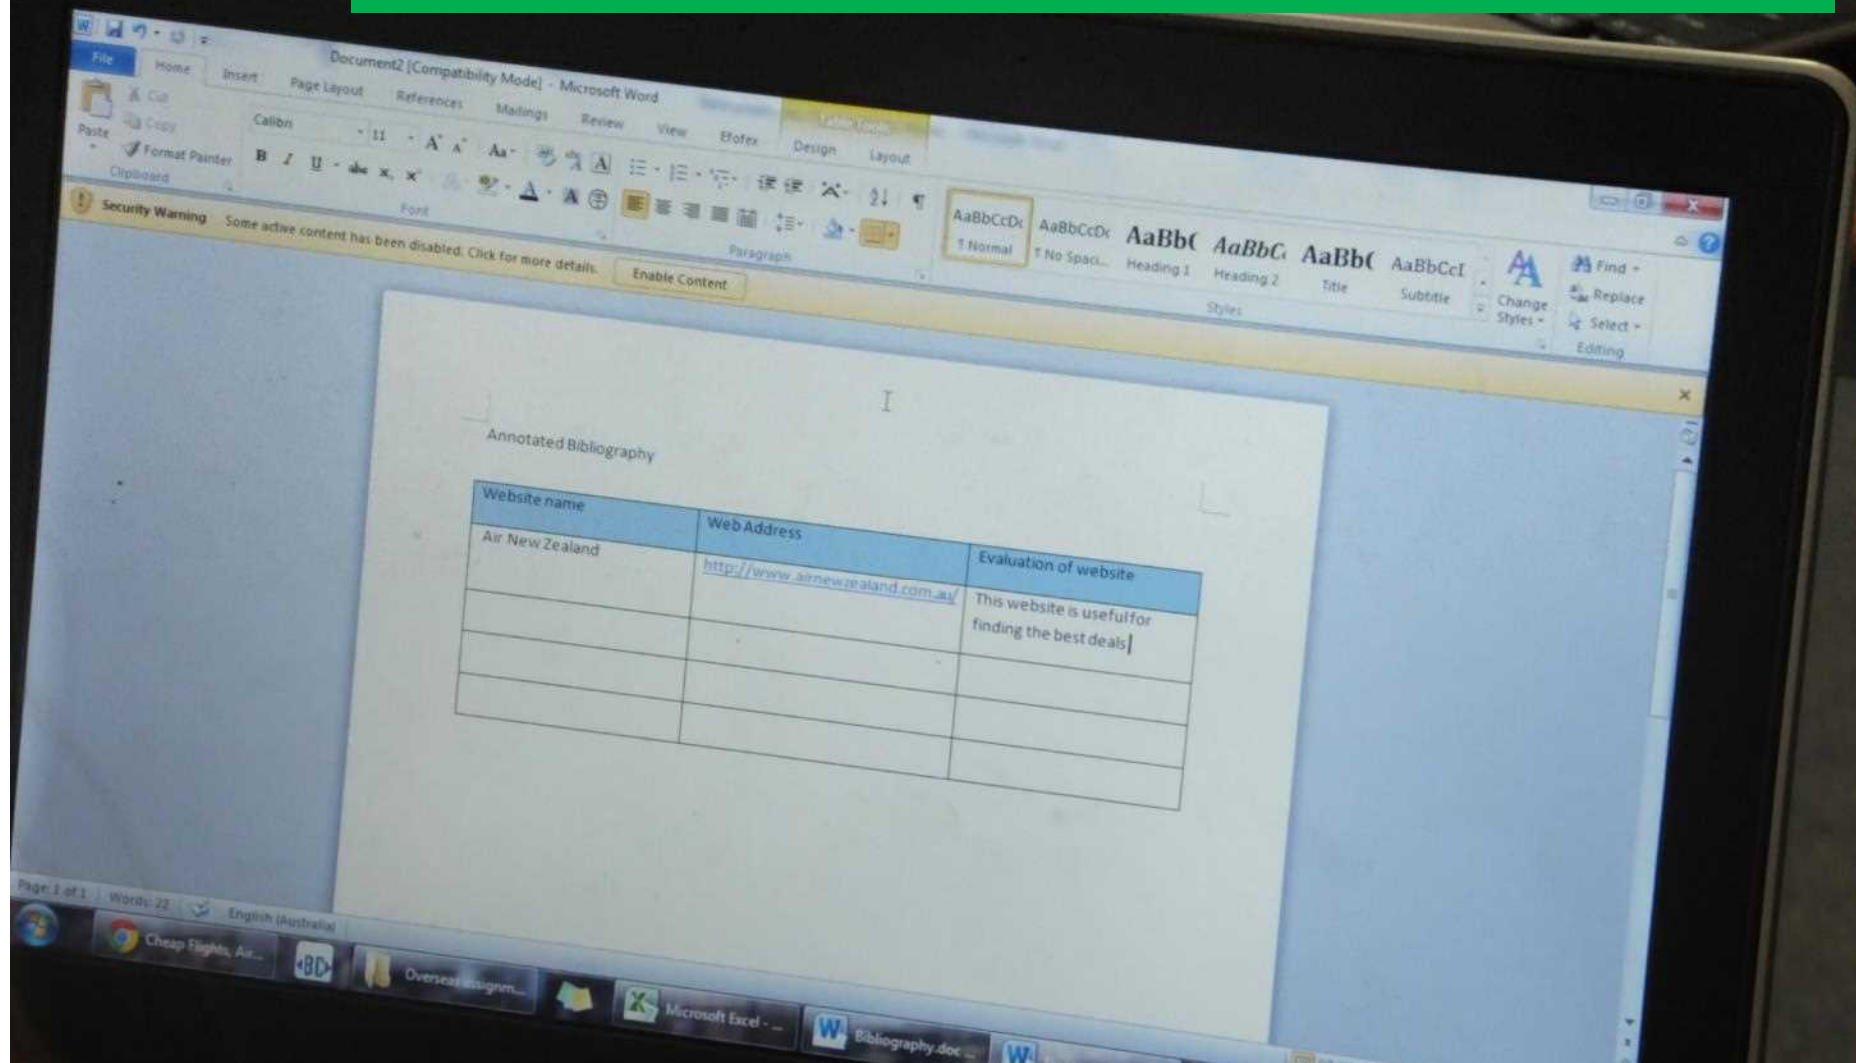 Document2 [Compatibility Mode] - Microsoft Word
File Home Insert Page Layout References Mailings Review View Efofex Design Layout
Cut
Copy
Format Painter
Paste
Clipboard
Calibri 11
Font
Paragraph
AaBbCcDc AaBbCcDc AaBb( AaBbC AaBb( AaBbCcI
¶ Normal ¶ No Spaci... Heading 1 Heading 2 Title Subtitle
Styles
Change
Styles
Find
Replace
Select
Editing
Security Warning Some active content has been disabled. Click for more details. Enable Content
Annotated Bibliography
Website name Web Address Evaluation of website
Air New Zealand http://www.airnewzealand.com.au/ This website is useful for
finding the best deals
Page: 1 of 1 Words: 22 English (Australia)
Cheap Flights, Air... Overseas assignm... Microsoft Excel - ... Bibliography.doc ...